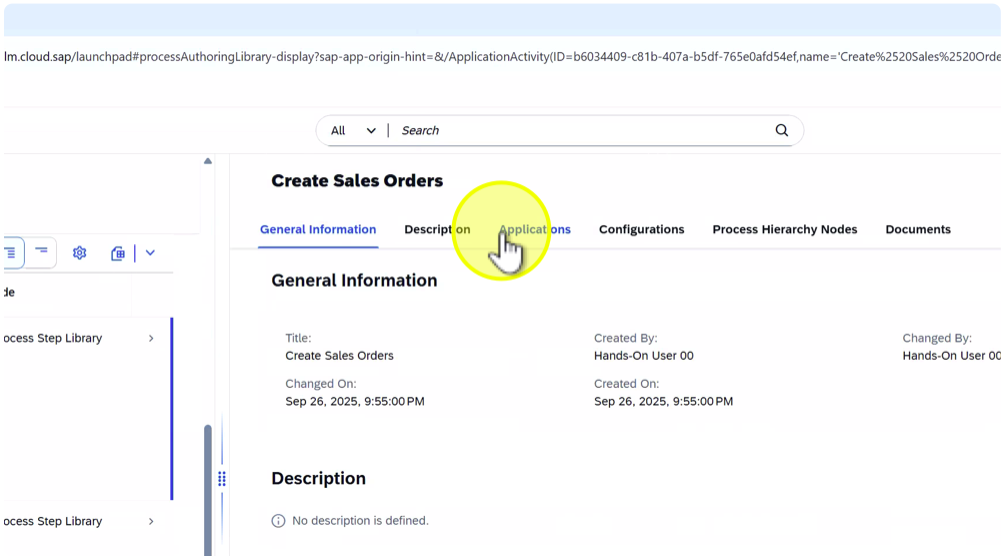 lm.cloud.sap/launchpad#processAuthoringLibrary-display?sap-app-origin-hint=&/ApplicationActivity(ID=b6034409-c81b-407a-b5df-765e0afd54ef,name='Create%2520Sales%2520Orde
All Search
Create Sales Orders
General Information Description Applications Configurations Process Hierarchy Nodes Documents
de
General Information
ocess Step Library
Title: Created By: Changed By:
Create Sales Orders Hands-On User 00 Hands-On User 00
Changed On: Created On:
Sep 26, 2025, 9:55:00 PM Sep 26, 2025, 9:55:00 PM
Description
ocess Step Library
No description is defined.